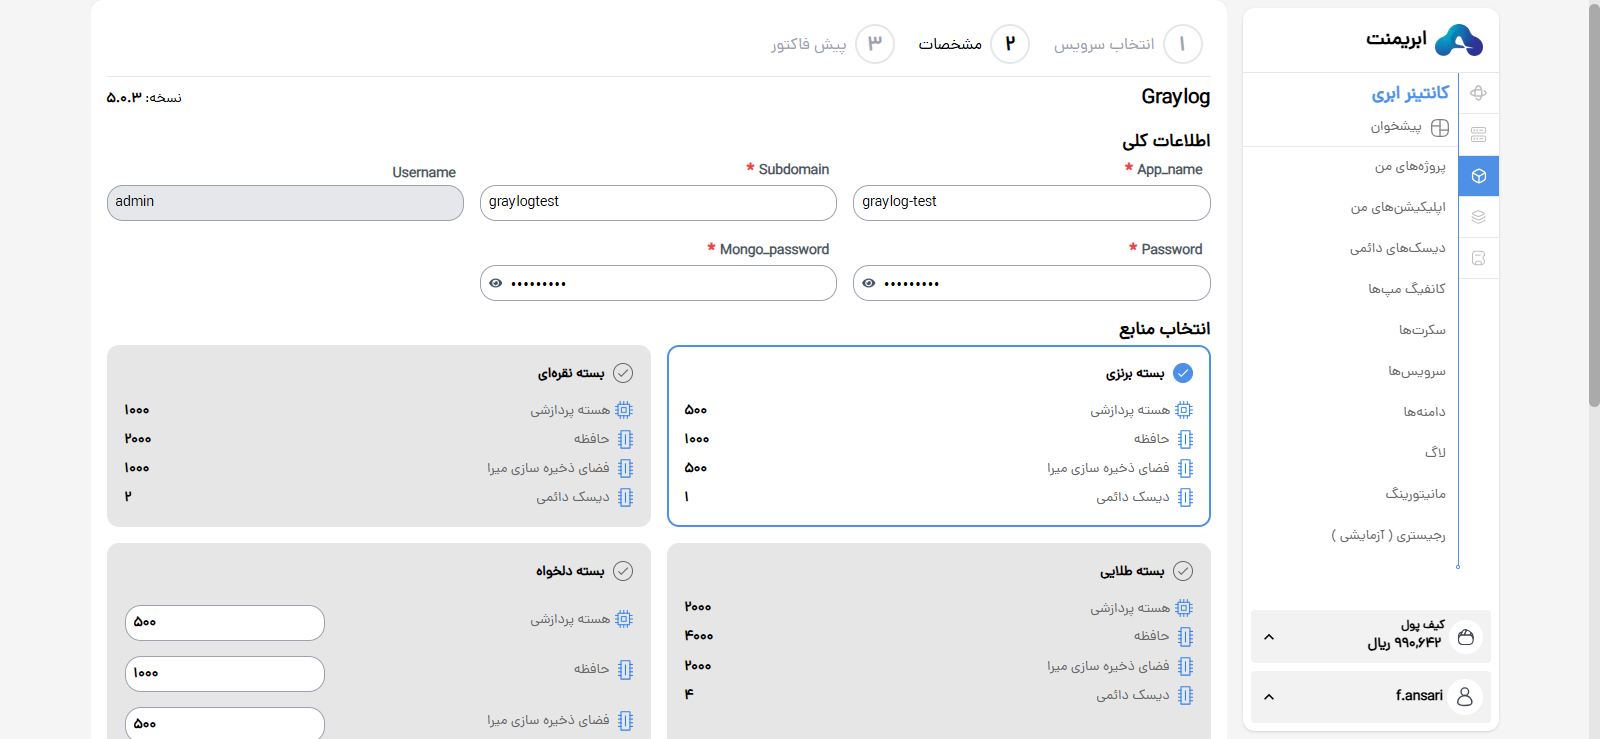 ابریمنت
کانتینر ابری
پیشخوان
پروژه‌های من
اپلیکیشن‌های من
دیسک‌های دائمی
کانفیگ مپ‌ها
سکرت‌ها
سرویس‌ها
دامنه‌ها
لاگ
مانیتورینگ
رجیستری ( آزمایشی )
کیف پول
۹۹۰,۶۴۲ ریال
f.ansari
۱ انتخاب سرویس ۲ مشخصات ۳ پیش فاکتور
Graylog
نسخه: ۵.۰.۳
اطلاعات کلی
App_name * Subdomain * Username
graylog-test graylogtest admin
Password * Mongo_password *
••••••••• •••••••••
انتخاب منابع
بسته برنزی
هسته پردازشی ۵۰۰
حافظه ۱۰۰۰
فضای ذخیره سازی میرا ۵۰۰
دیسک دائمی ۱
بسته نقره‌ای
هسته پردازشی ۱۰۰۰
حافظه ۲۰۰۰
فضای ذخیره سازی میرا ۱۰۰۰
دیسک دائمی ۲
بسته طلایی
هسته پردازشی ۲۰۰۰
حافظه ۴۰۰۰
فضای ذخیره سازی میرا ۲۰۰۰
دیسک دائمی ۴
بسته دلخواه
هسته پردازشی ۵۰۰
حافظه ۱۰۰۰
فضای ذخیره سازی میرا ۵۰۰